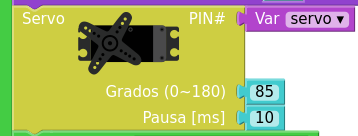 Servo PIN# Var servo ▾
Grados (0~180) 85
Pausa [ms] 10